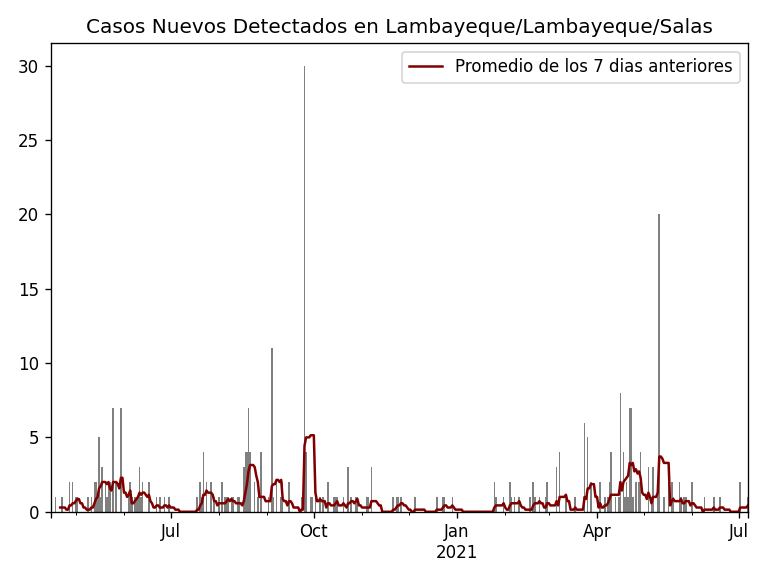 Casos Nuevos Detectados en Lambayeque/Lambayeque/Salas
Promedio de los 7 dias anteriores
30
25
20
15
10
5
0
Jul
Oct
Jan
2021
Apr
Jul